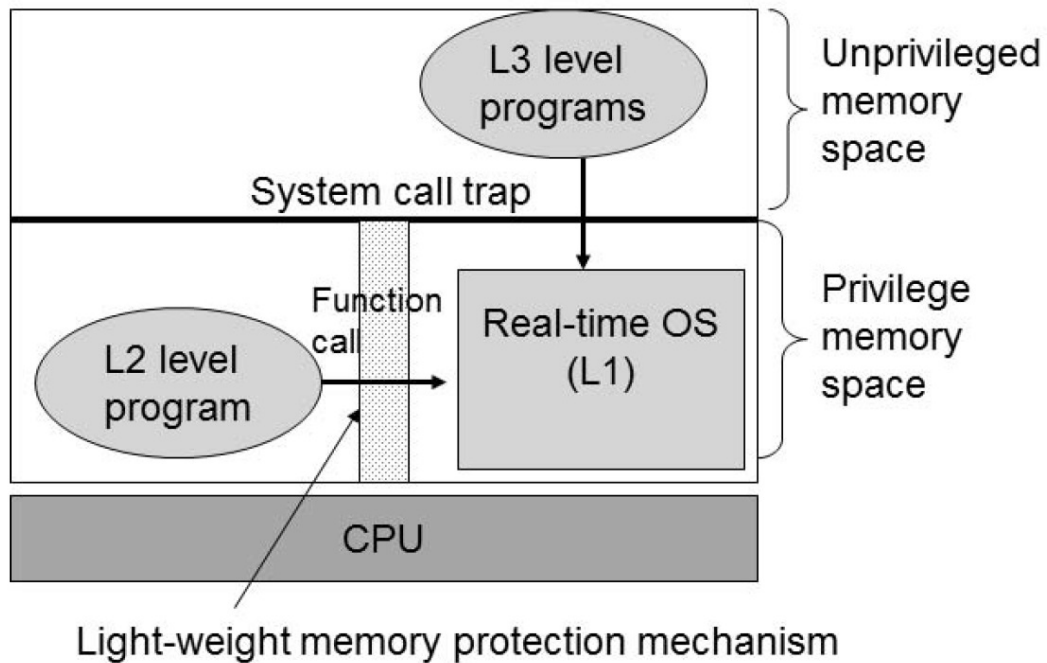 L3 level
programs
Unprivileged
memory
space
System call trap
Function
call
L2 level
program
Real-time OS
(L1)
Privilege
memory
space
CPU
Light-weight memory protection mechanism